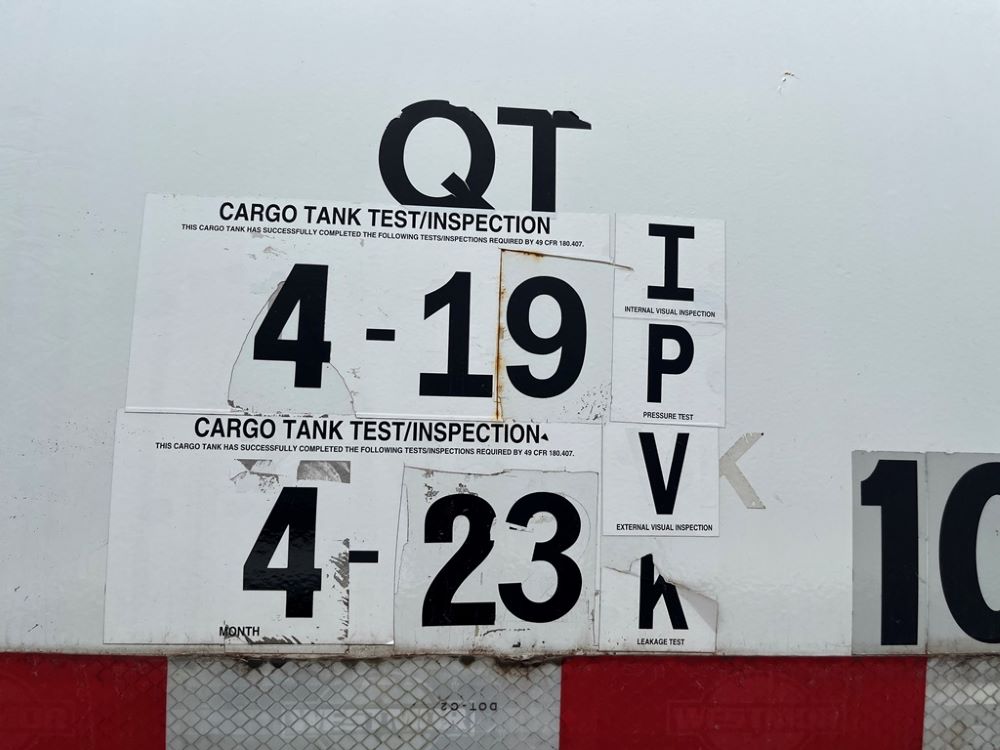 QT
CARGO TANK TEST/INSPECTION
THIS CARGO TANK HAS SUCCESSFULLY COMPLETED THE FOLLOWING TESTS/INSPECTIONS REQUIRED BY 49 CFR 180.407.
4 - 19
I
INTERNAL VISUAL INSPECTION
P
PRESSURE TEST
CARGO TANK TEST/INSPECTION
THIS CARGO TANK HAS SUCCESSFULLY COMPLETED THE FOLLOWING TESTS/INSPECTIONS REQUIRED BY 49 CFR 180.407.
4 - 23
MONTH
V
EXTERNAL VISUAL INSPECTION
K
K
LEAKAGE TEST
10
DOT-C2